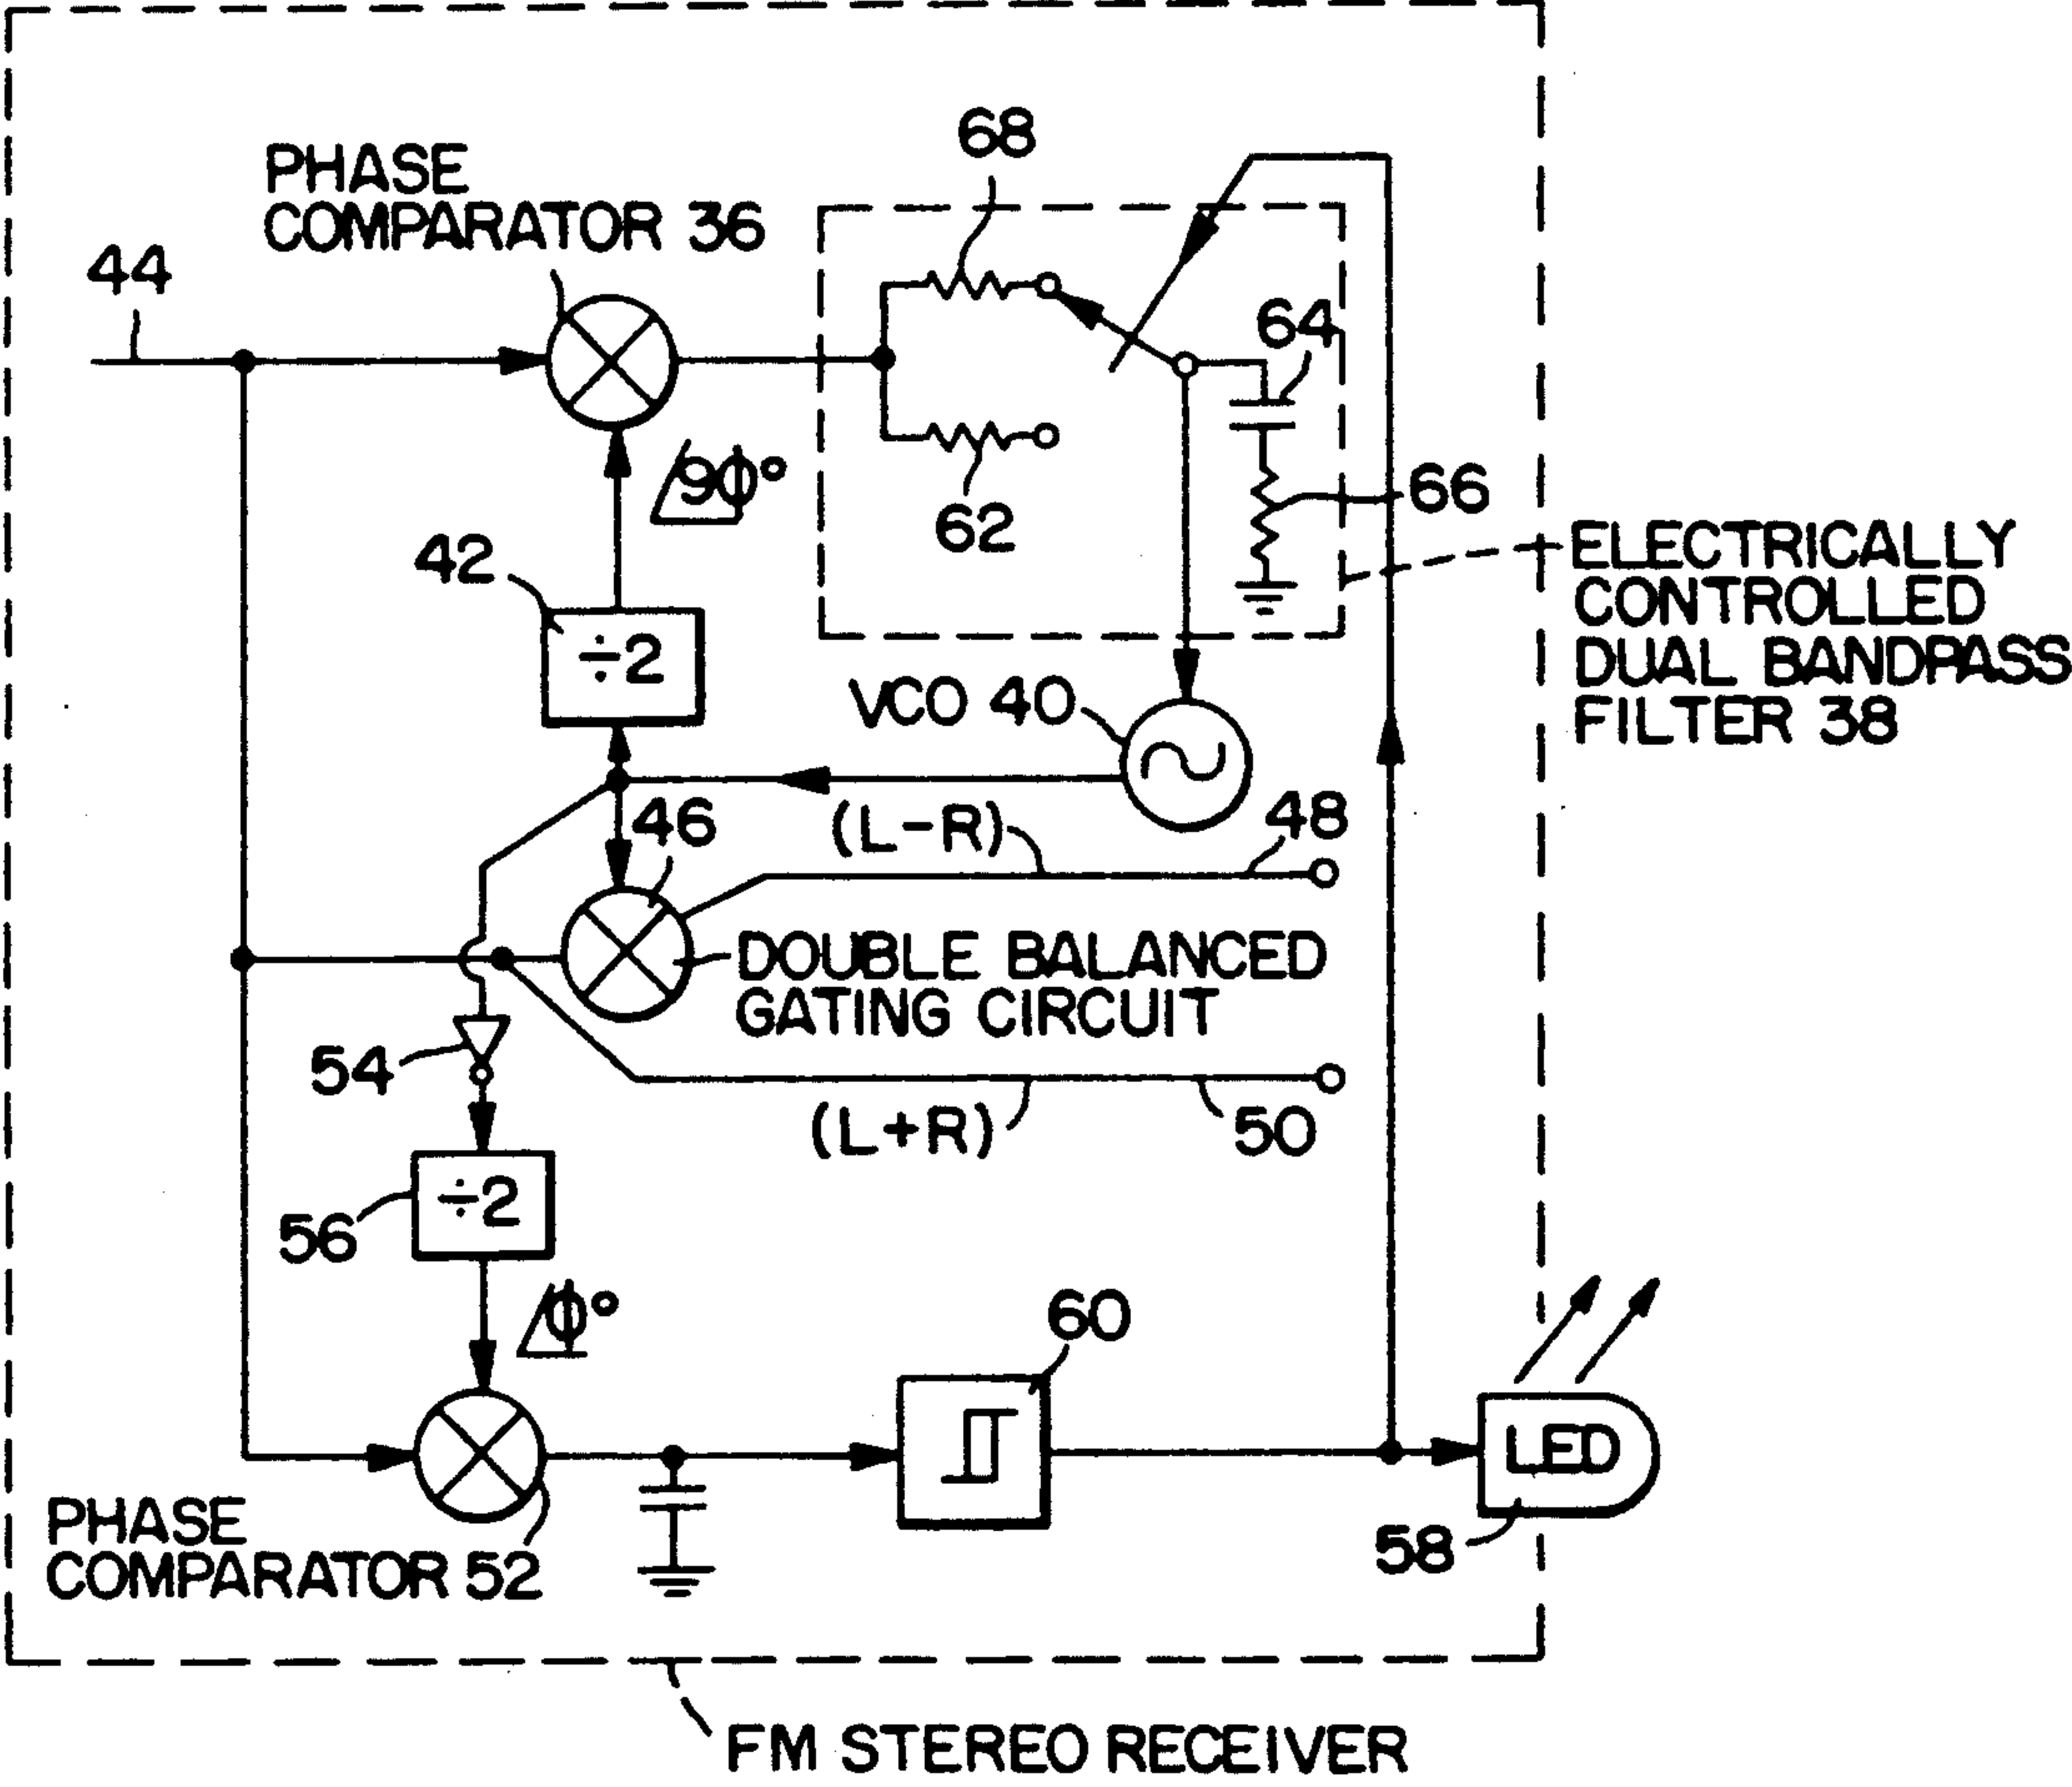 68
PHASE
COMPARATOR 36
44
64
90°
66
62
42
÷2
ELECTRICALLY
CONTROLLED
DUAL BANDPASS
FILTER 38
VCO 40
46
(L-R)
48
DOUBLE BALANCED
GATING CIRCUIT
54
(L+R)
50
÷2
56
0°
60
LED
58
PHASE
COMPARATOR 52
FM STEREO RECEIVER